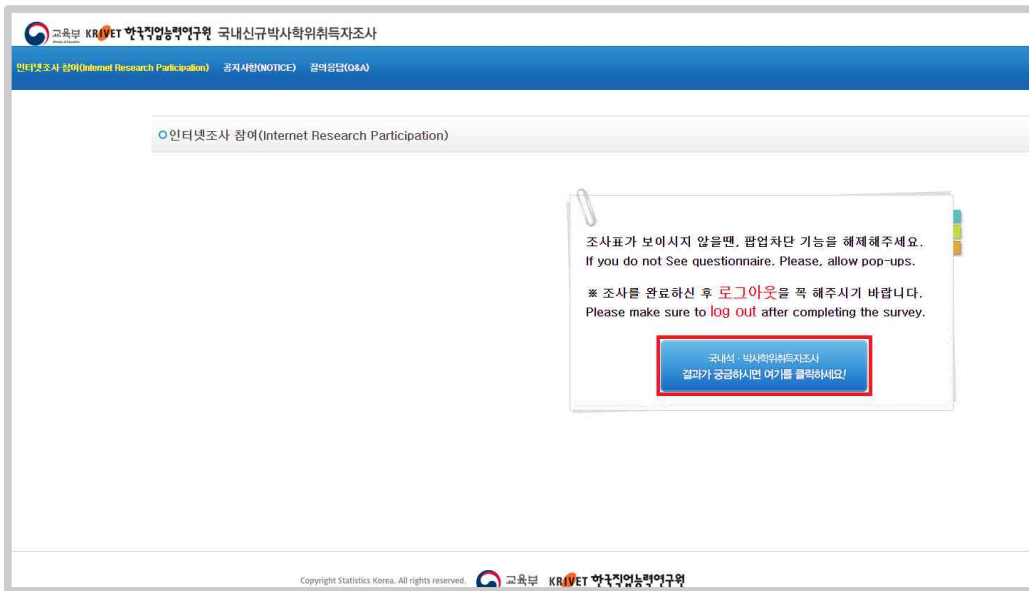 교육부 KRIVET 한국직업능력연구원 국내신규박사학위취득자조사
인터넷조사 참여(Internet Research Participation) 공지사항(NOTICE) 질의응답(Q&A)
인터넷조사 참여(Internet Research Participation)
조사표가 보이시지 않을땐, 팝업차단 기능을 해제해주세요.
If you do not See questionnaire. Please, allow pop-ups.
※ 조사를 완료하신 후 로그아웃을 꼭 해주시기 바랍니다.
Please make sure to log out after completing the survey.
국내석·박사학위취득자조사
결과가 궁금하시면 여기를 클릭하세요!
Copyright Statistics Korea. All rights reserved. 교육부 KRIVET 한국직업능력연구원